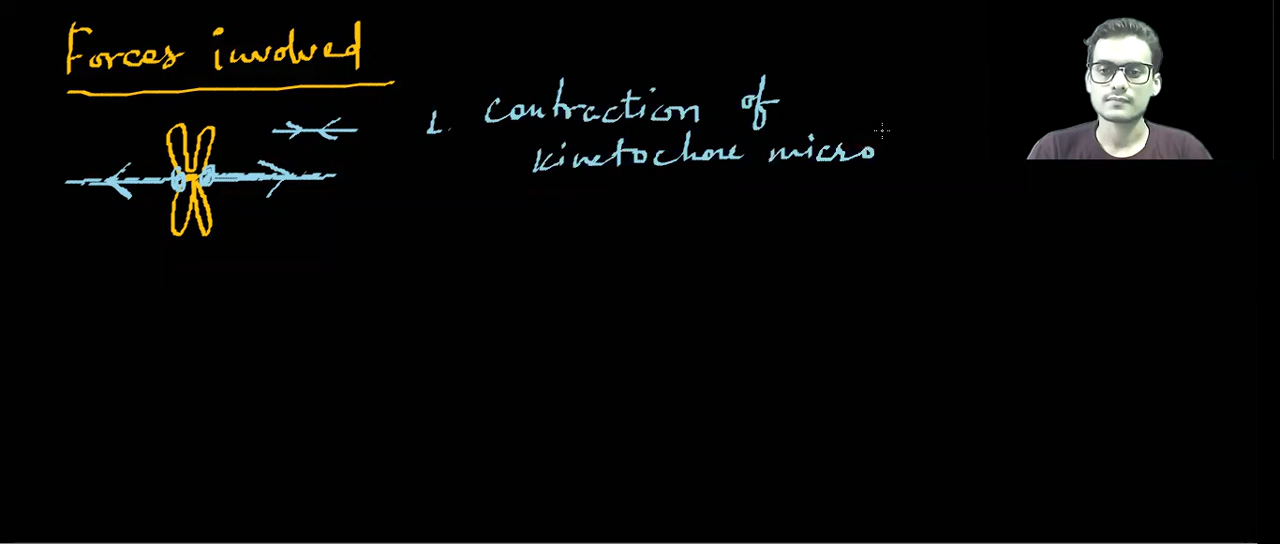 Forces involved
1. contraction of
kinetochore micro